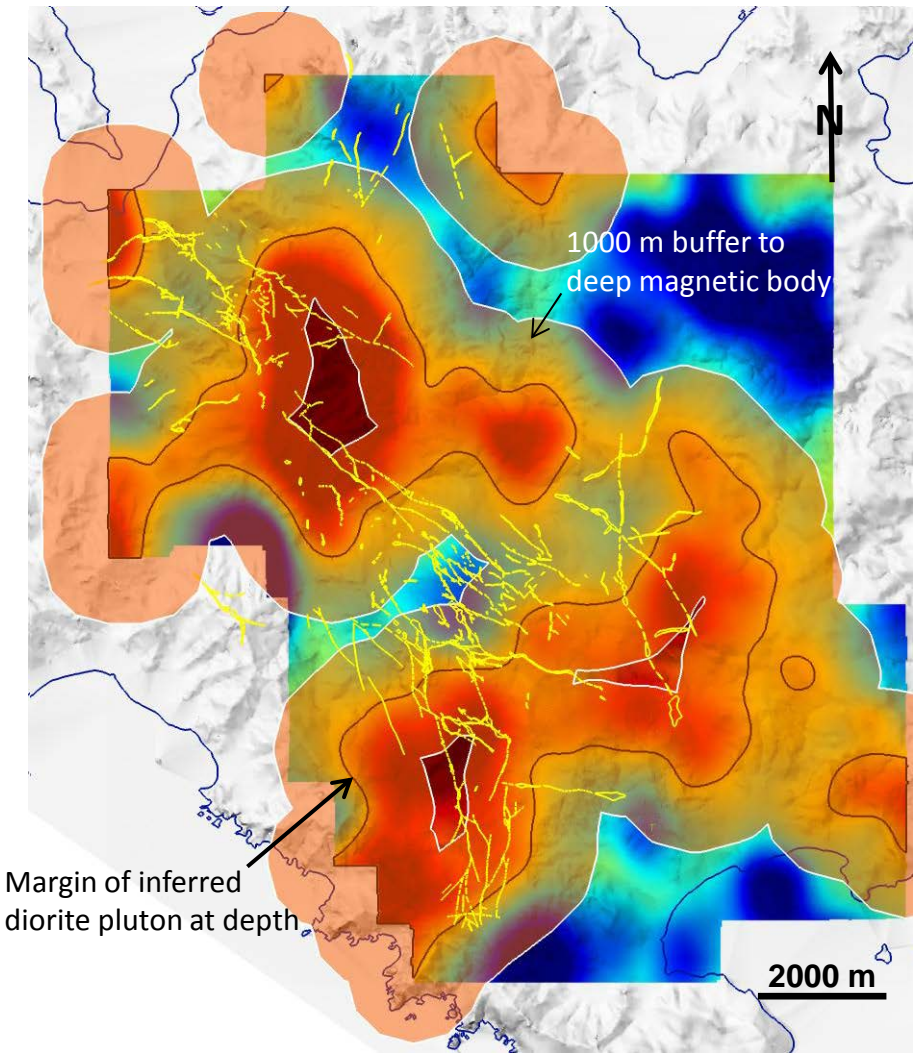 N
1000 m buffer to
deep magnetic body
Margin of inferred
diorite pluton at depth
2000 m